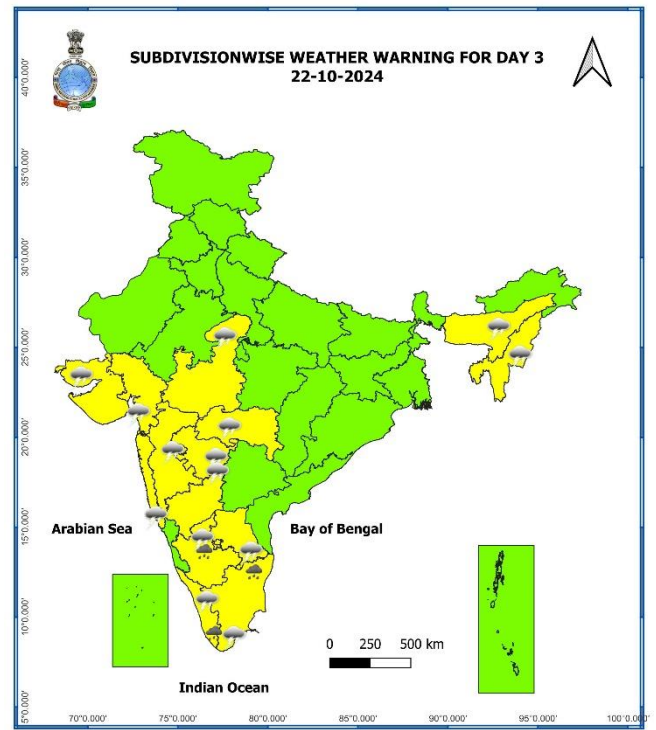 SUBDIVISIONWISE WEATHER WARNING FOR DAY 3
22-10-2024
40°0.000'
35°0.000'
30°0.000'
25°0.000'
20°0.000'
15°0.000'
10°0.000'
5°0.000'
Arabian Sea
Bay of Bengal
0 250 500 km
Indian Ocean
70°0.000' 75°0.000' 80°0.000' 85°0.000' 90°0.000' 95°0.000' 100°0.000'